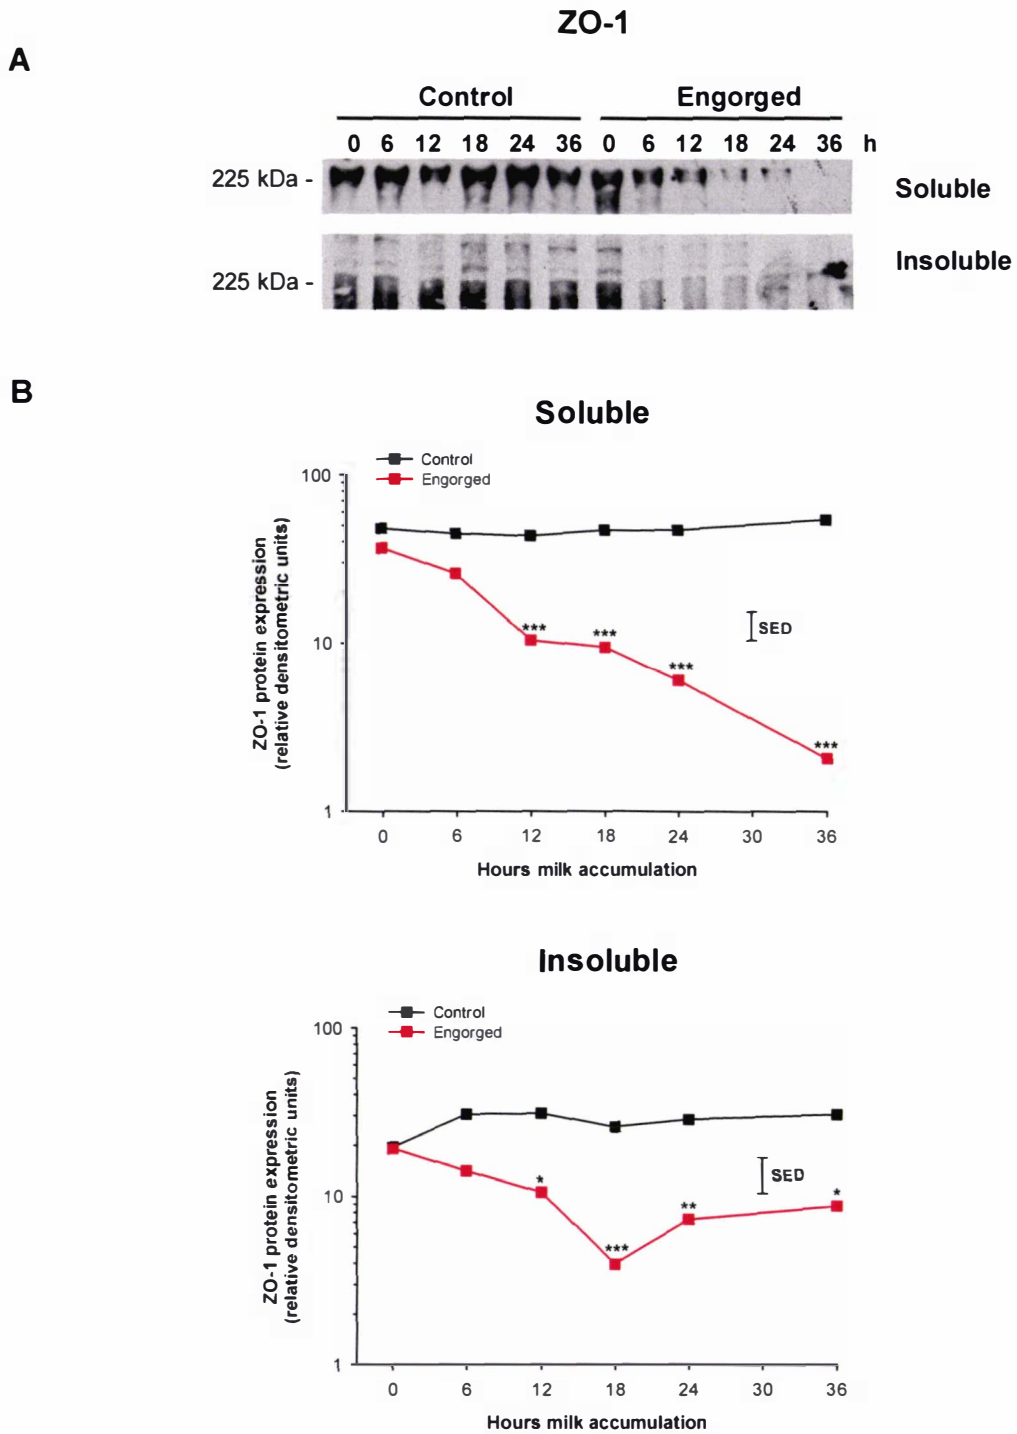 ZO-1
A
Control Engorged
0 6 12 18 24 36 0 6 12 18 24 36 h
225 kDa -
Soluble
225 kDa -
Insoluble
B
Soluble
Control
Engorged
100
10
1
ZO-1 protein expression
(relative densitometric units)
***
***
***
***
SED
0 6 12 18 24 30 36
Hours milk accumulation
Insoluble
Control
Engorged
100
10
1
ZO-1 protein expression
(relative densitometric units)
*
***
**
*
SED
0 6 12 18 24 30 36
Hours milk accumulation